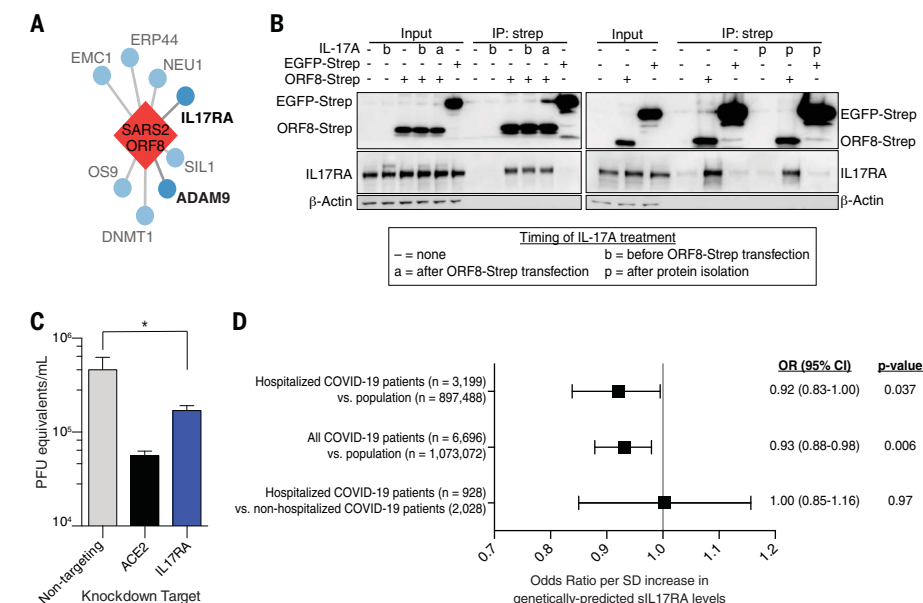 A
ERP44
EMC1
NEU1
IL17RA
SARS2
ORF8
SIL1
OS9
ADAM9
DNMT1
B
Input IP: strep Input IP: strep
IL-17A - b - b a - - b - b a - - - - - - - p p p
EGFP-Strep - - - - - + - - - - - + - - + - - + - - +
ORF8-Strep - - + + + - - - + + + - - + - - + - - + -
EGFP-Strep EGFP-Strep
ORF8-Strep ORF8-Strep
IL17RA IL17RA
β-Actin β-Actin
Timing of IL-17A treatment
– = none b = before ORF8-Strep transfection
a = after ORF8-Strep transfection p = after protein isolation
C
PFU equivalents/mL
10⁶
10⁵
10⁴
*
Non-targeting
ACE2
IL17RA
Knockdown Target
D
OR (95% CI) p-value
Hospitalized COVID-19 patients (n = 3,199)
vs. population (n = 897,488)
0.92 (0.83-1.00) 0.037
All COVID-19 patients (n = 6,696)
vs. population (n = 1,073,072)
0.93 (0.88-0.98) 0.006
Hospitalized COVID-19 patients (n = 928)
vs. non-hospitalized COVID-19 patients (2,028)
1.00 (0.85-1.16) 0.97
0.7 0.8 0.9 1.0 1.1 1.2
Odds Ratio per SD increase in
genetically-predicted sIL17RA levels